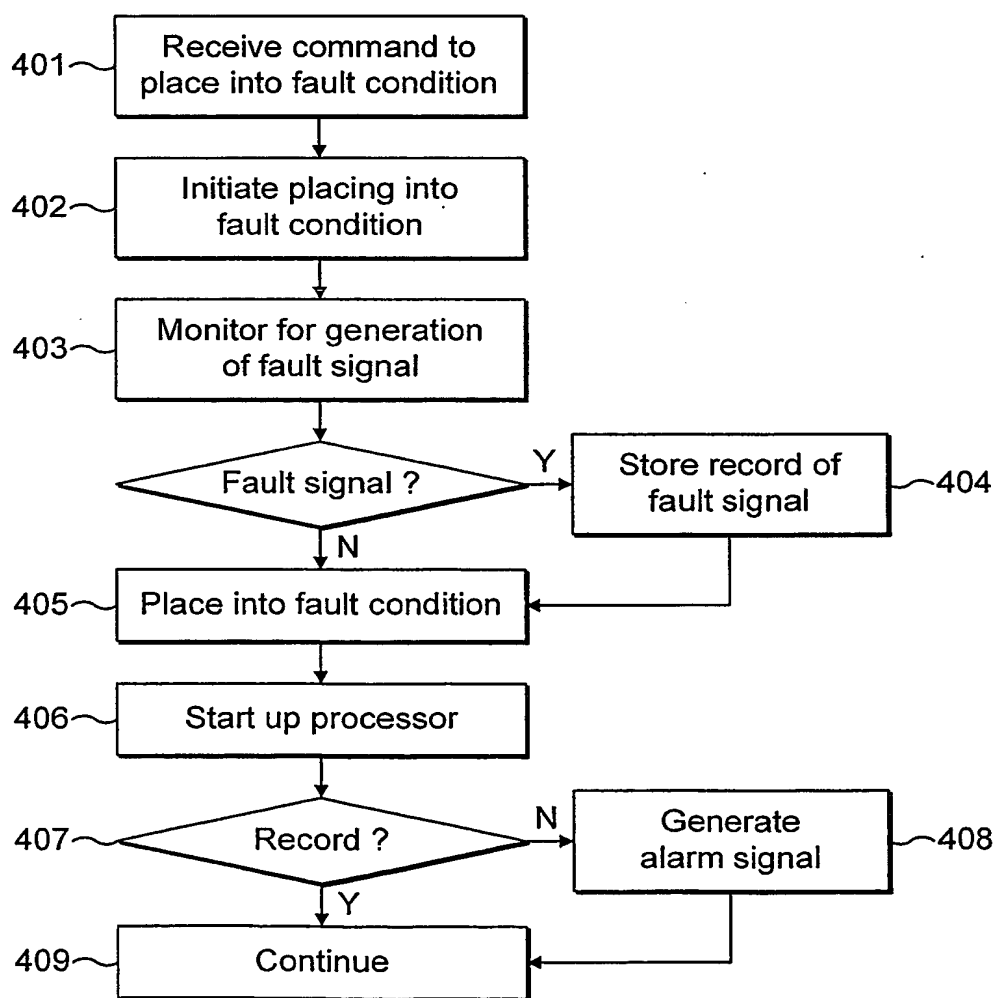 401
Receive command to
place into fault condition
402
Initiate placing into
fault condition
403
Monitor for generation
of fault signal
Fault signal ?
Y
N
Store record of
fault signal
404
405
Place into fault condition
406
Start up processor
407
Record ?
N
Y
Generate
alarm signal
408
409
Continue